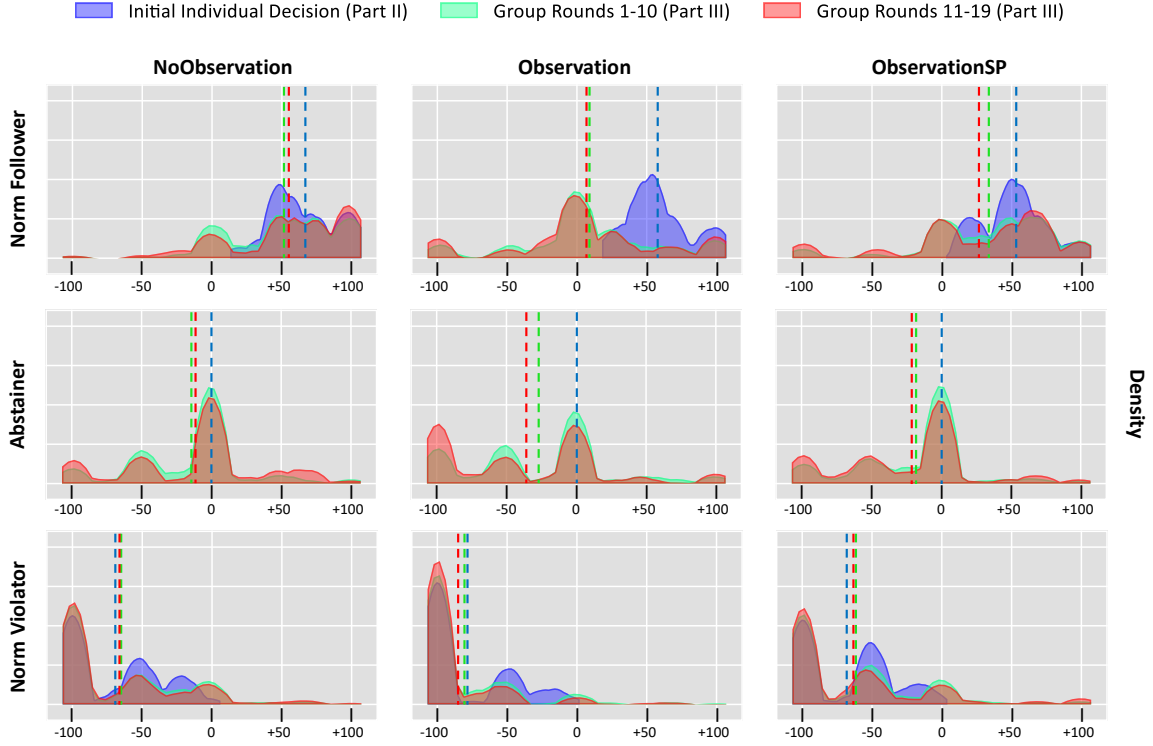 Initial Individual Decision (Part II) Group Rounds 1-10 (Part III) Group Rounds 11-19 (Part III)
NoObservation Observation ObservationSP
Norm Follower
-100 -50 0 +50 +100 -100 -50 0 +50 +100 -100 -50 0 +50 +100
Abstainer
Density
-100 -50 0 +50 +100 -100 -50 0 +50 +100 -100 -50 0 +50 +100
Norm Violator
-100 -50 0 +50 +100 -100 -50 0 +50 +100 -100 -50 0 +50 +100